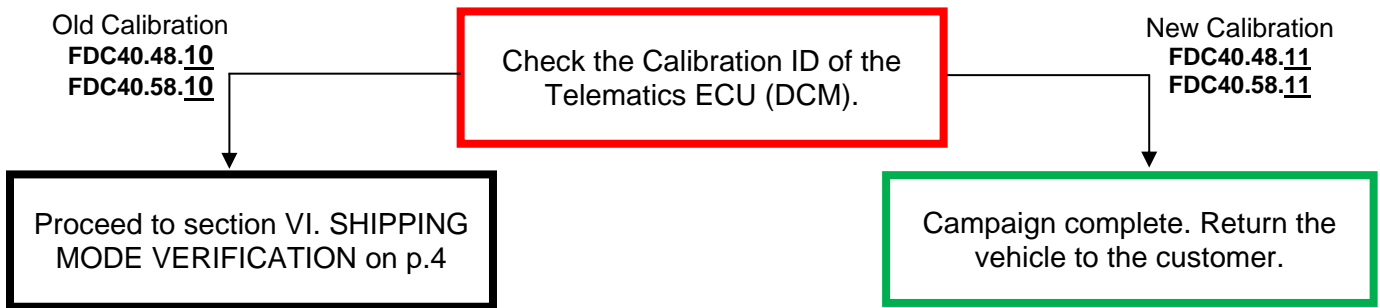 Old Calibration
FDC40.48.10
FDC40.58.10
Check the Calibration ID of the
Telematics ECU (DCM).
New Calibration
FDC40.48.11
FDC40.58.11
Proceed to section VI. SHIPPING
MODE VERIFICATION on p.4
Campaign complete. Return the
vehicle to the customer.